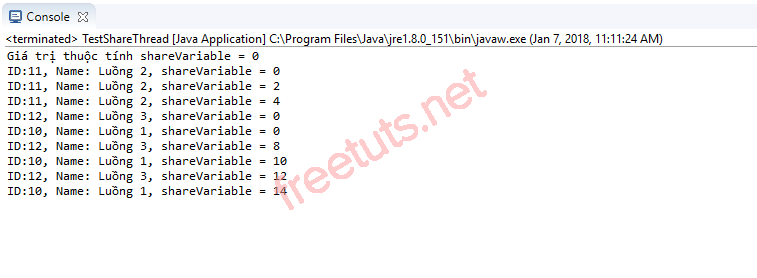 Console
<terminated> TestShareThread [Java Application] C:\Program Files\Java\jre1.8.0_151\bin\javaw.exe (Jan 7, 2018, 11:11:24 AM)
Giá trị thuộc tính shareVariable = 0
ID:11, Name: Luồng 2, shareVariable = 0
ID:11, Name: Luồng 2, shareVariable = 2
ID:11, Name: Luồng 2, shareVariable = 4
ID:12, Name: Luồng 3, shareVariable = 0
ID:10, Name: Luồng 1, shareVariable = 0
ID:12, Name: Luồng 3, shareVariable = 8
ID:10, Name: Luồng 1, shareVariable = 10
ID:12, Name: Luồng 3, shareVariable = 12
ID:10, Name: Luồng 1, shareVariable = 14
freetuts.net